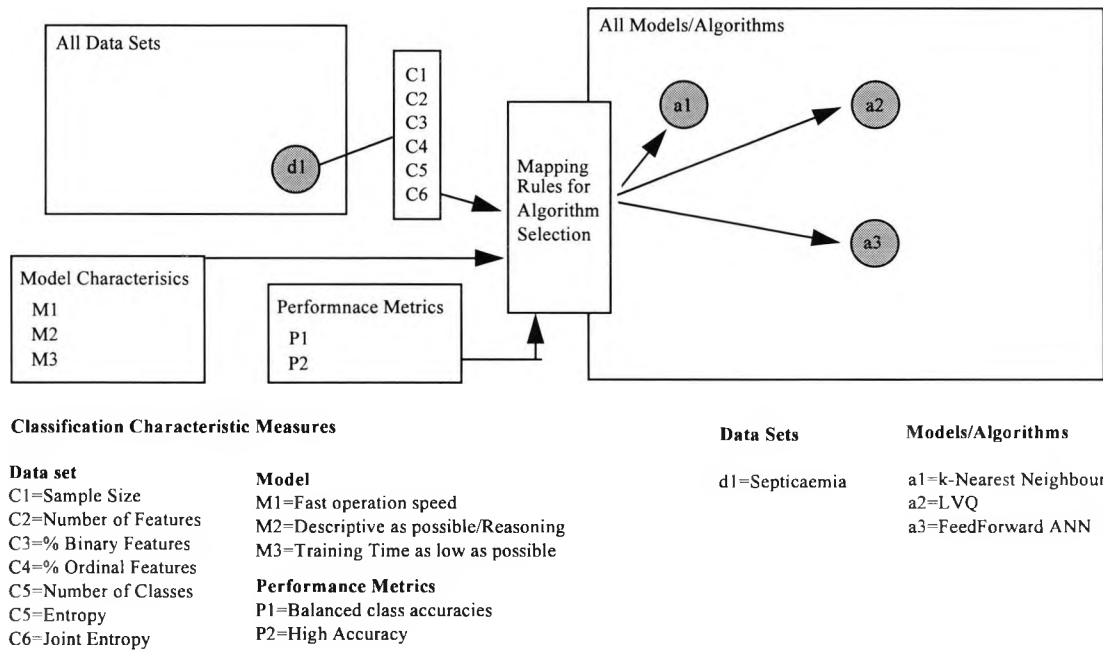 All Data Sets
d1
C1
C2
C3
C4
C5
C6
Mapping
Rules for
Algorithm
Selection
All Models/Algorithms
a1
a2
a3
Model Characterisics
M1
M2
M3
Performnace Metrics
P1
P2
Classification Characteristic Measures
Data set
C1=Sample Size
C2=Number of Features
C3=% Binary Features
C4=% Ordinal Features
C5=Number of Classes
C5=Entropy
C6=Joint Entropy
Model
M1=Fast operation speed
M2=Descriptive as possible/Reasoning
M3=Training Time as low as possible
Performance Metrics
P1=Balanced class accuracies
P2=High Accuracy
Data Sets
d1=Septicaemia
Models/Algorithms
a1=k-Nearest Neighbour
a2=LVQ
a3=FeedForward ANN